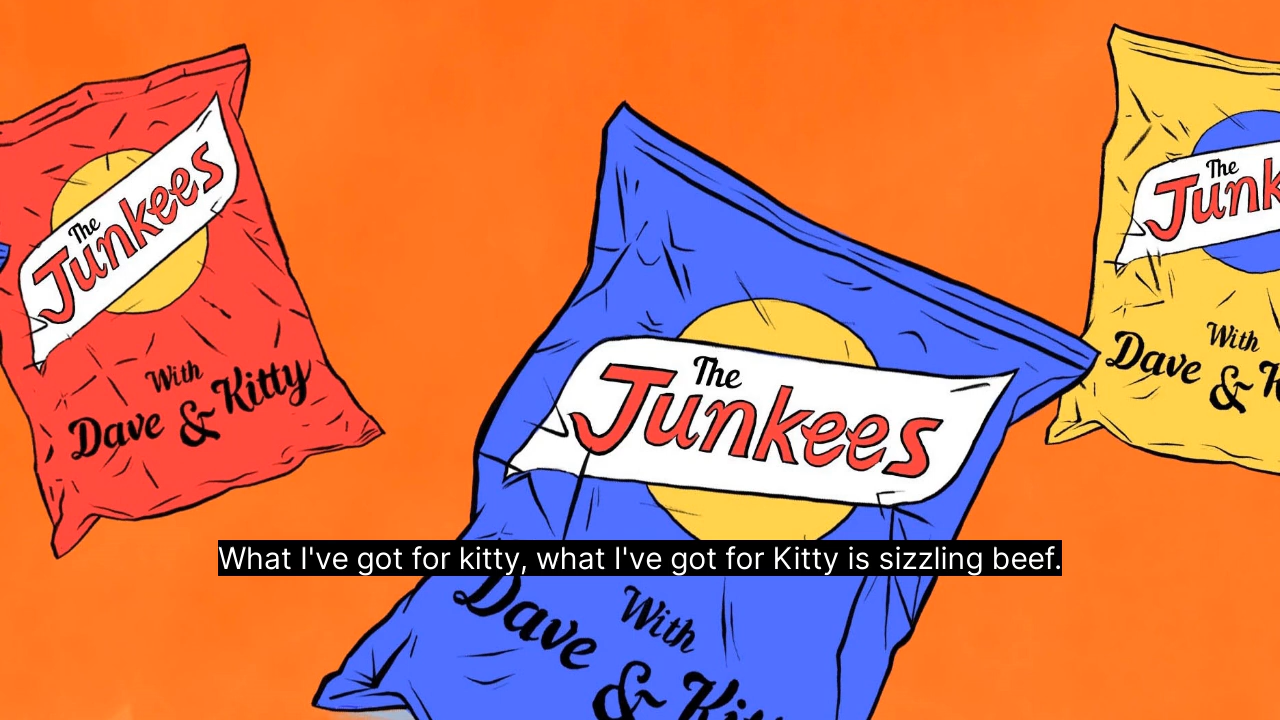 The
Junkees
With
Dave & Kitty
The
Junkees
The
Junk
With
Dave &
What I've got for kitty, what I've got for Kitty is sizzling beef.
With
Dave & Kitty